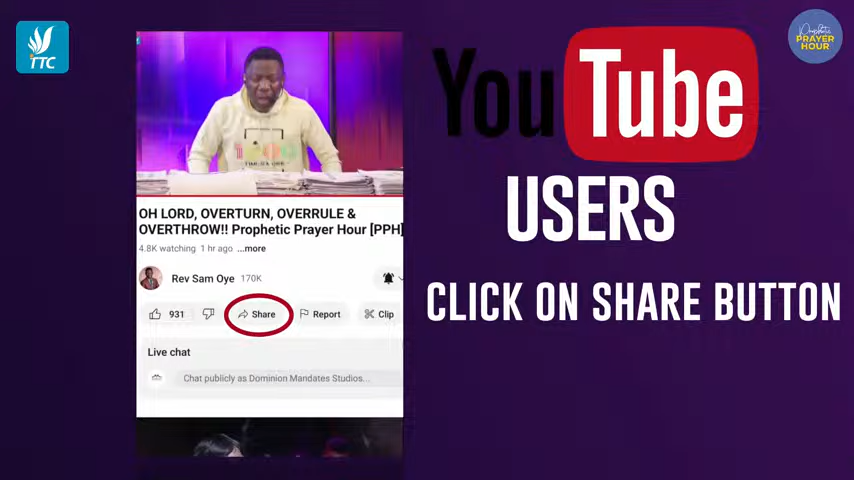 TTC
Prophetic
PRAYER
HOUR
YouTube
USERS
CLICK ON SHARE BUTTON
OH LORD, OVERTURN, OVERRULE &
OVERTHROW!! Prophetic Prayer Hour [PPH]
4.8K watching 1 hr ago ...more
Rev Sam Oye 170K
931 Share Report Clip
Live chat
Chat publicly as Dominion Mandates Studios...